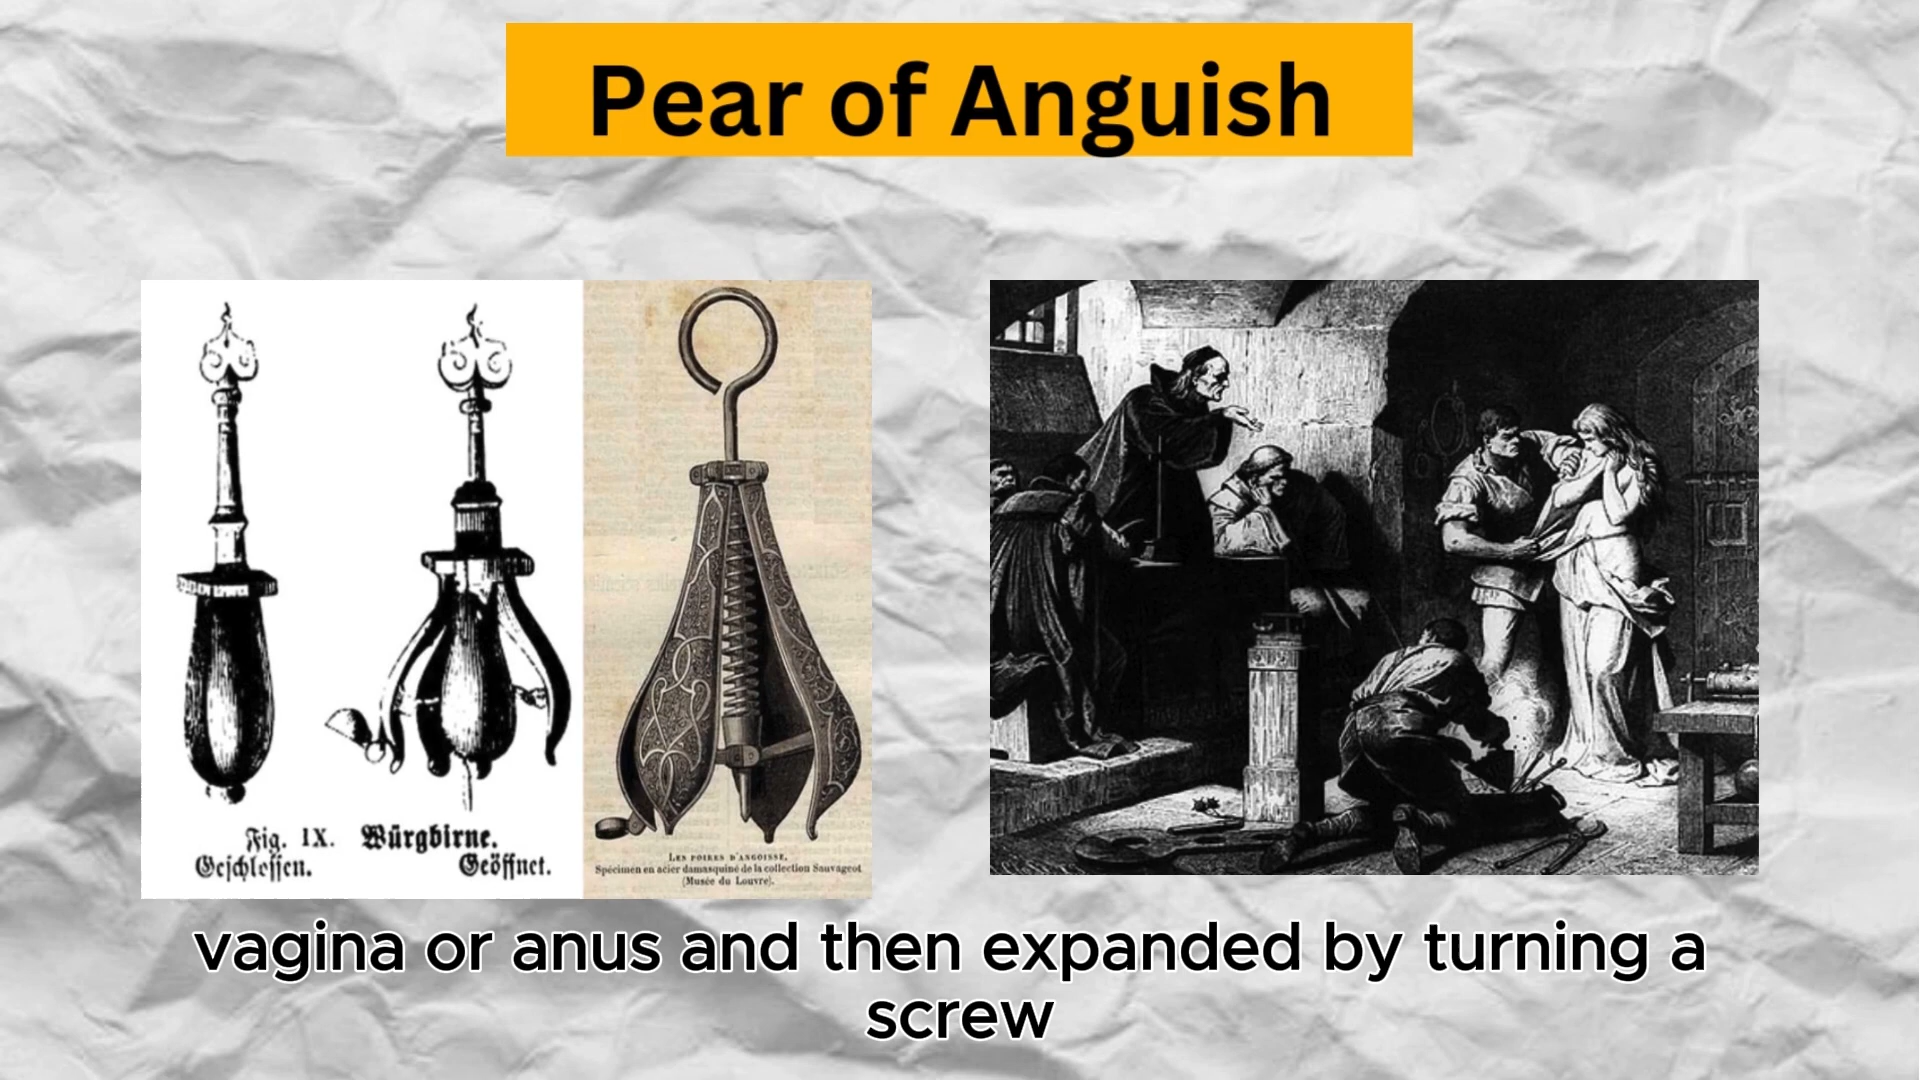 Pear of Anguish
Fig. IX. Würgbirne.
Geschlossen. Geöffnet.
LES POIRES D'ANGOISSE.
Spécimen en acier damasquiné de la collection Sauvageot
(Musée du Louvre).
vagina or anus and then expanded by turning a
screw